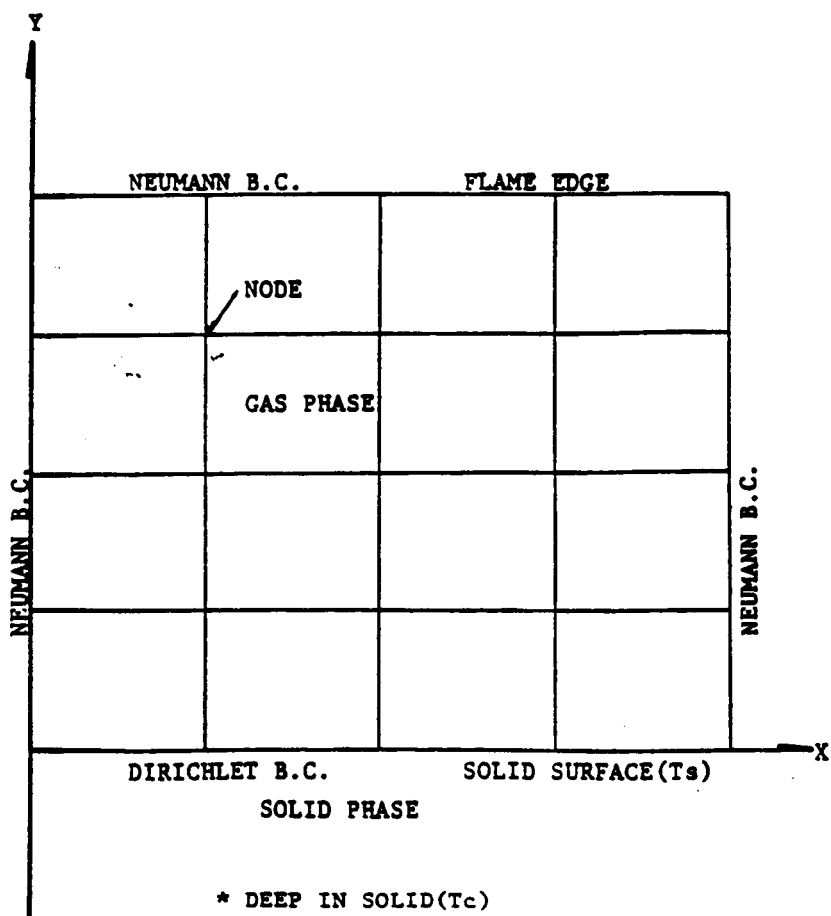 Y
NEUMANN B.C.
FLAME EDGE
NODE
GAS PHASE
NEUMANN B.C.
NEUMANN B.C.
X
DIRICHLET B.C.
SOLID SURFACE(Ts)
SOLID PHASE
* DEEP IN SOLID(Tc)